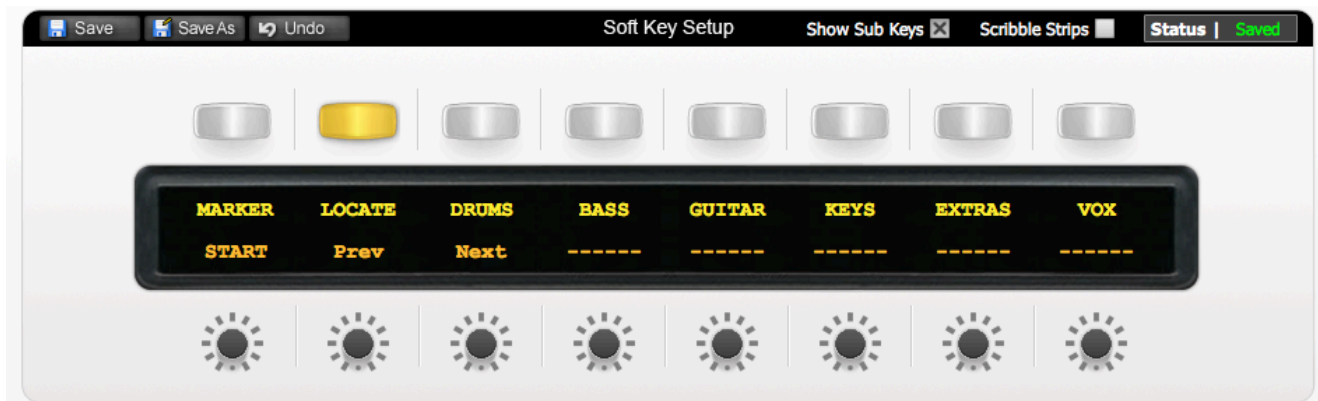 Save Save As Undo Soft Key Setup Show Sub Keys Scribble Strips Status | Saved
MARKER LOCATE DRUMS BASS GUITAR KEYS EXTRAS VOX
START Prev Next ------ ------ ------ ------ ------